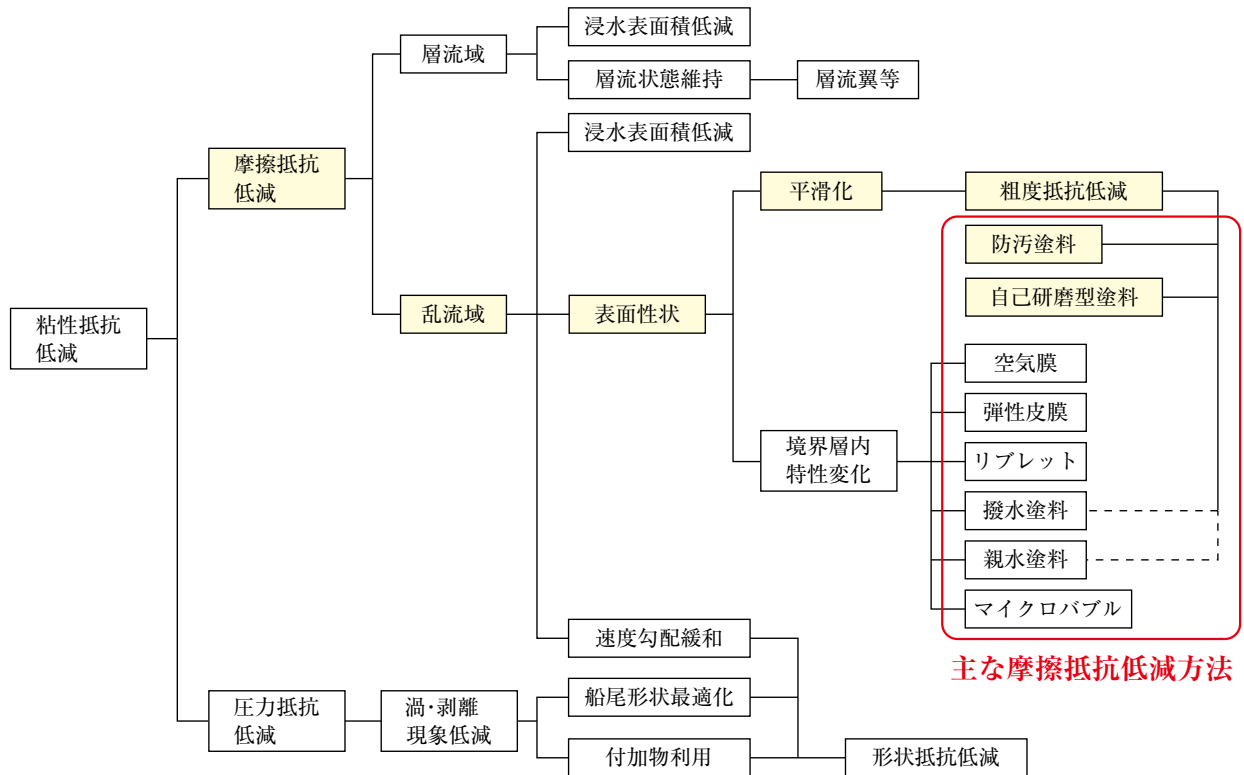 浸水表面積低減
層流域
層流状態維持
層流翼等
浸水表面積低減
摩擦抵抗
低減
平滑化
粗度抵抗低減
防汚塗料
自己研磨型塗料
乱流域
表面性状
粘性抵抗
低減
空気膜
弾性皮膜
境界層内
特性変化
リブレット
撥水塗料
親水塗料
マイクロバブル
速度勾配緩和
主な摩擦抵抗低減方法
圧力抵抗
低減
渦・剥離
現象低減
船尾形状最適化
付加物利用
形状抵抗低減